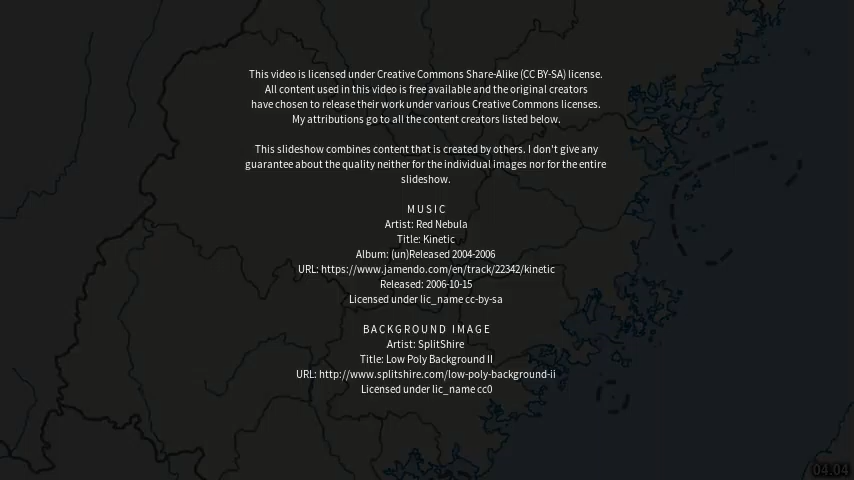 This video is licensed under Creative Commons Share-Alike (CC BY-SA) license.
All content used in this video is free available and the original creators
have chosen to release their work under various Creative Commons licenses.
My attributions go to all the content creators listed below.
This slideshow combines content that is created by others. I don't give any
guarantee about the quality neither for the individual images nor for the entire
slideshow.
MUSIC
Artist: Red Nebula
Title: Kinetic
Album: (un)Released 2004-2006
URL: https://www.jamendo.com/en/track/22342/kinetic
Released: 2006-10-15
Licensed under lic_name cc-by-sa
BACKGROUND IMAGE
Artist: SplitShire
Title: Low Poly Background II
URL: http://www.splitshire.com/low-poly-background-ii
Licensed under lic_name cc0
04.04